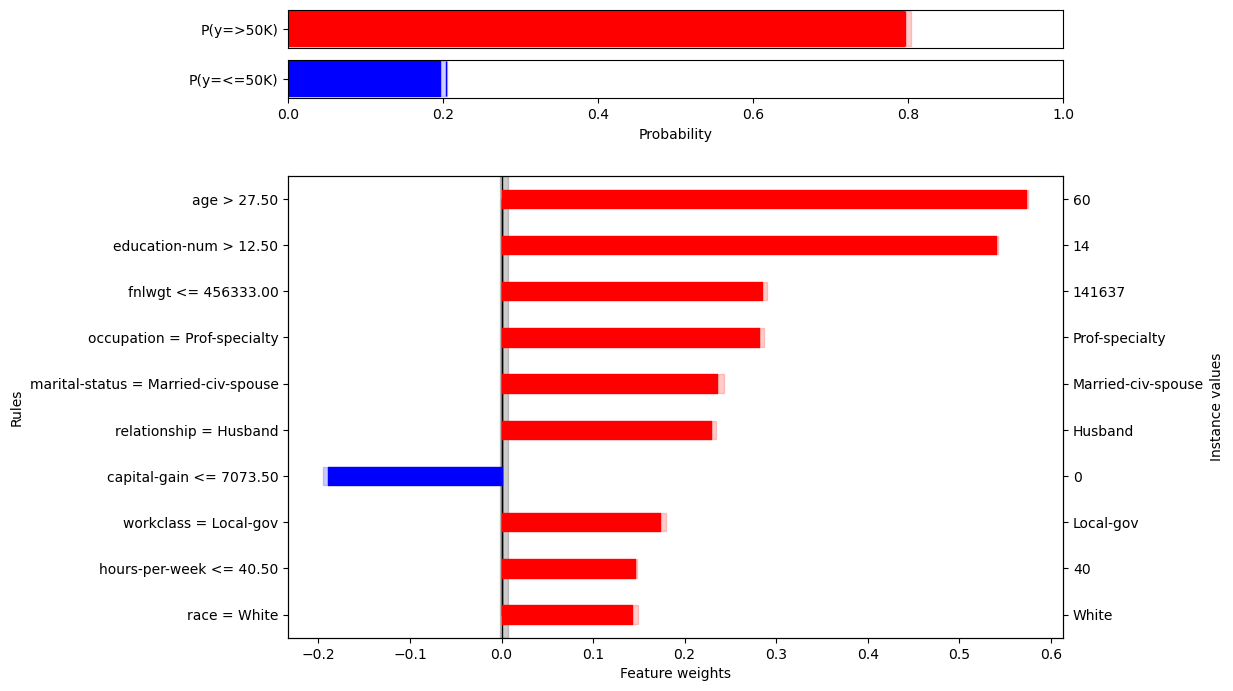 P(y=>50K)
P(y=<=50K)
0.0 0.2 0.4 0.6 0.8 1.0
Probability
age > 27.50 60
education-num > 12.50 14
fnlwgt <= 456333.00 141637
occupation = Prof-specialty Prof-specialty
marital-status = Married-civ-spouse Married-civ-spouse
relationship = Husband Husband
capital-gain <= 7073.50 0
workclass = Local-gov Local-gov
hours-per-week <= 40.50 40
race = White White
Rules
Instance values
−0.2 −0.1 0.0 0.1 0.2 0.3 0.4 0.5 0.6
Feature weights